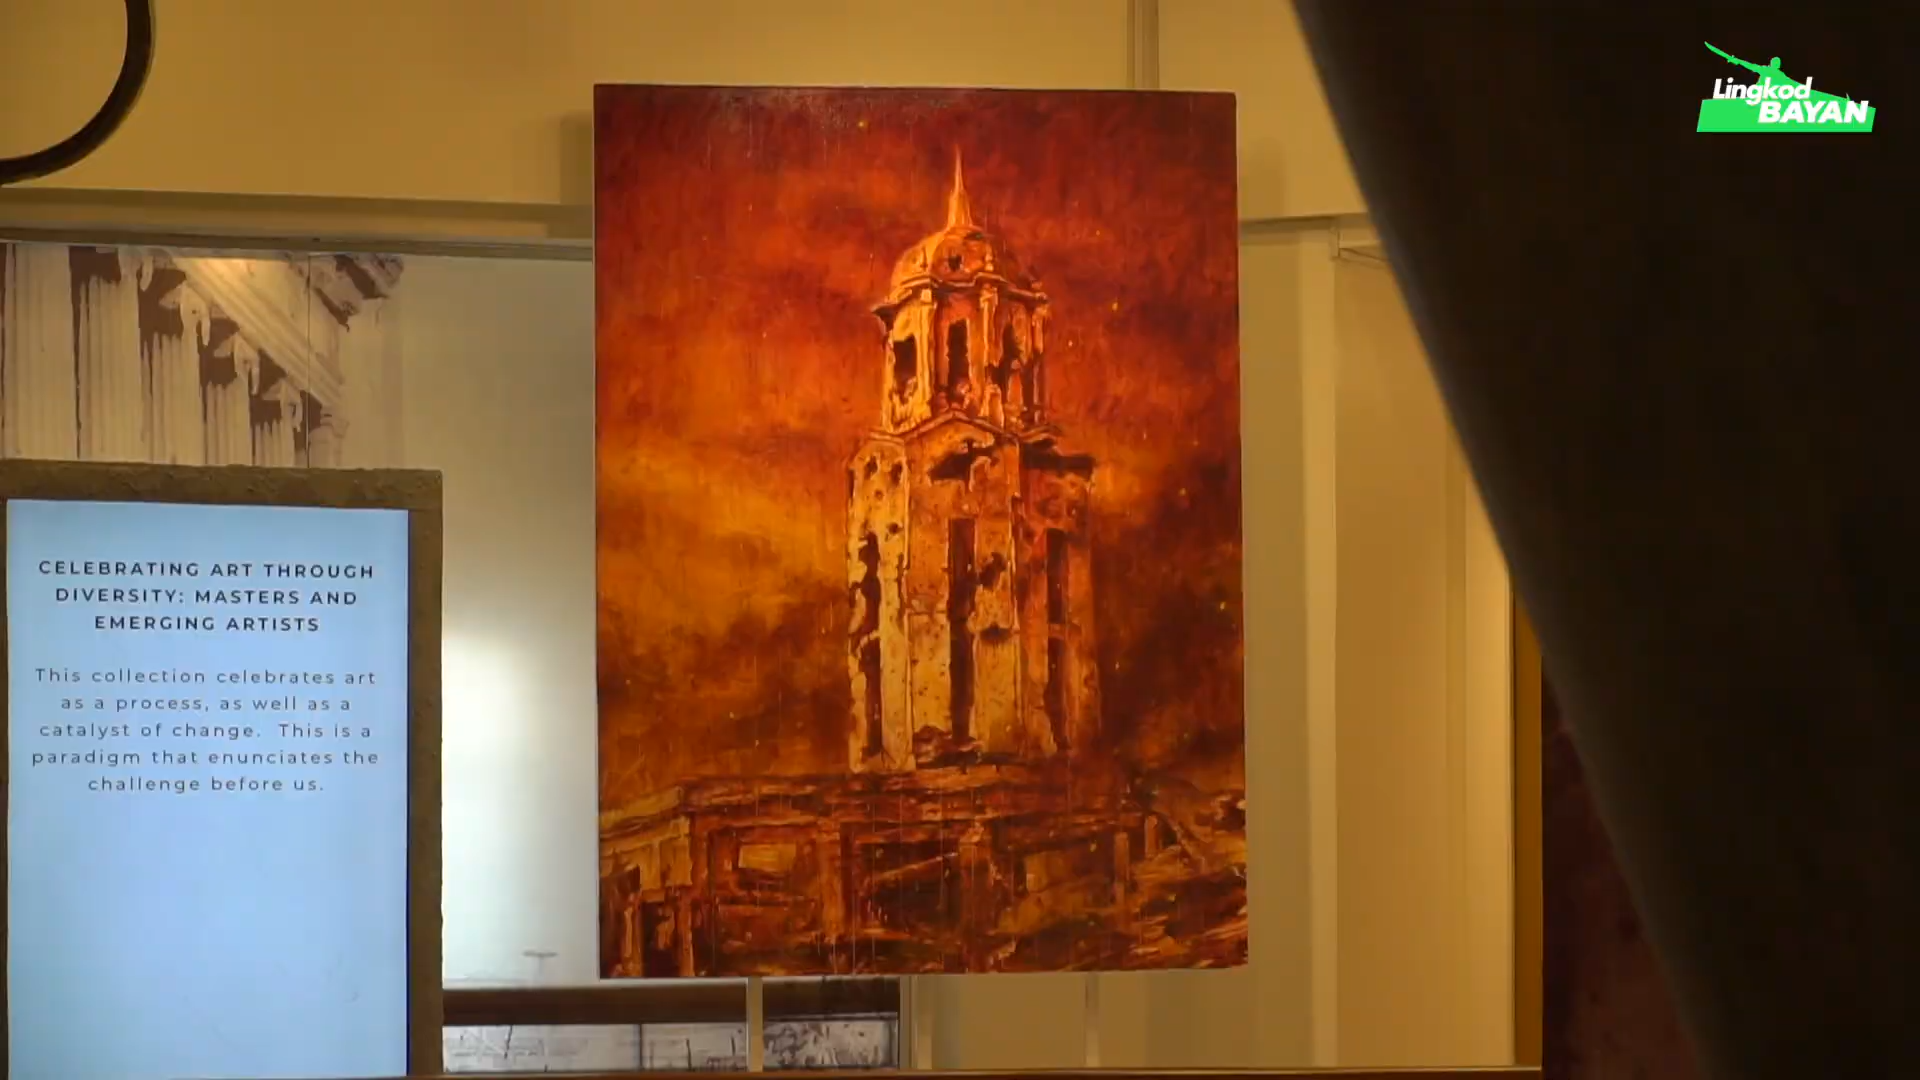 Lingkod
BAYAN
CELEBRATING ART THROUGH
DIVERSITY: MASTERS AND
EMERGING ARTISTS
This collection celebrates art
as a process, as well as a
catalyst of change. This is a
paradigm that enunciates the
challenge before us.